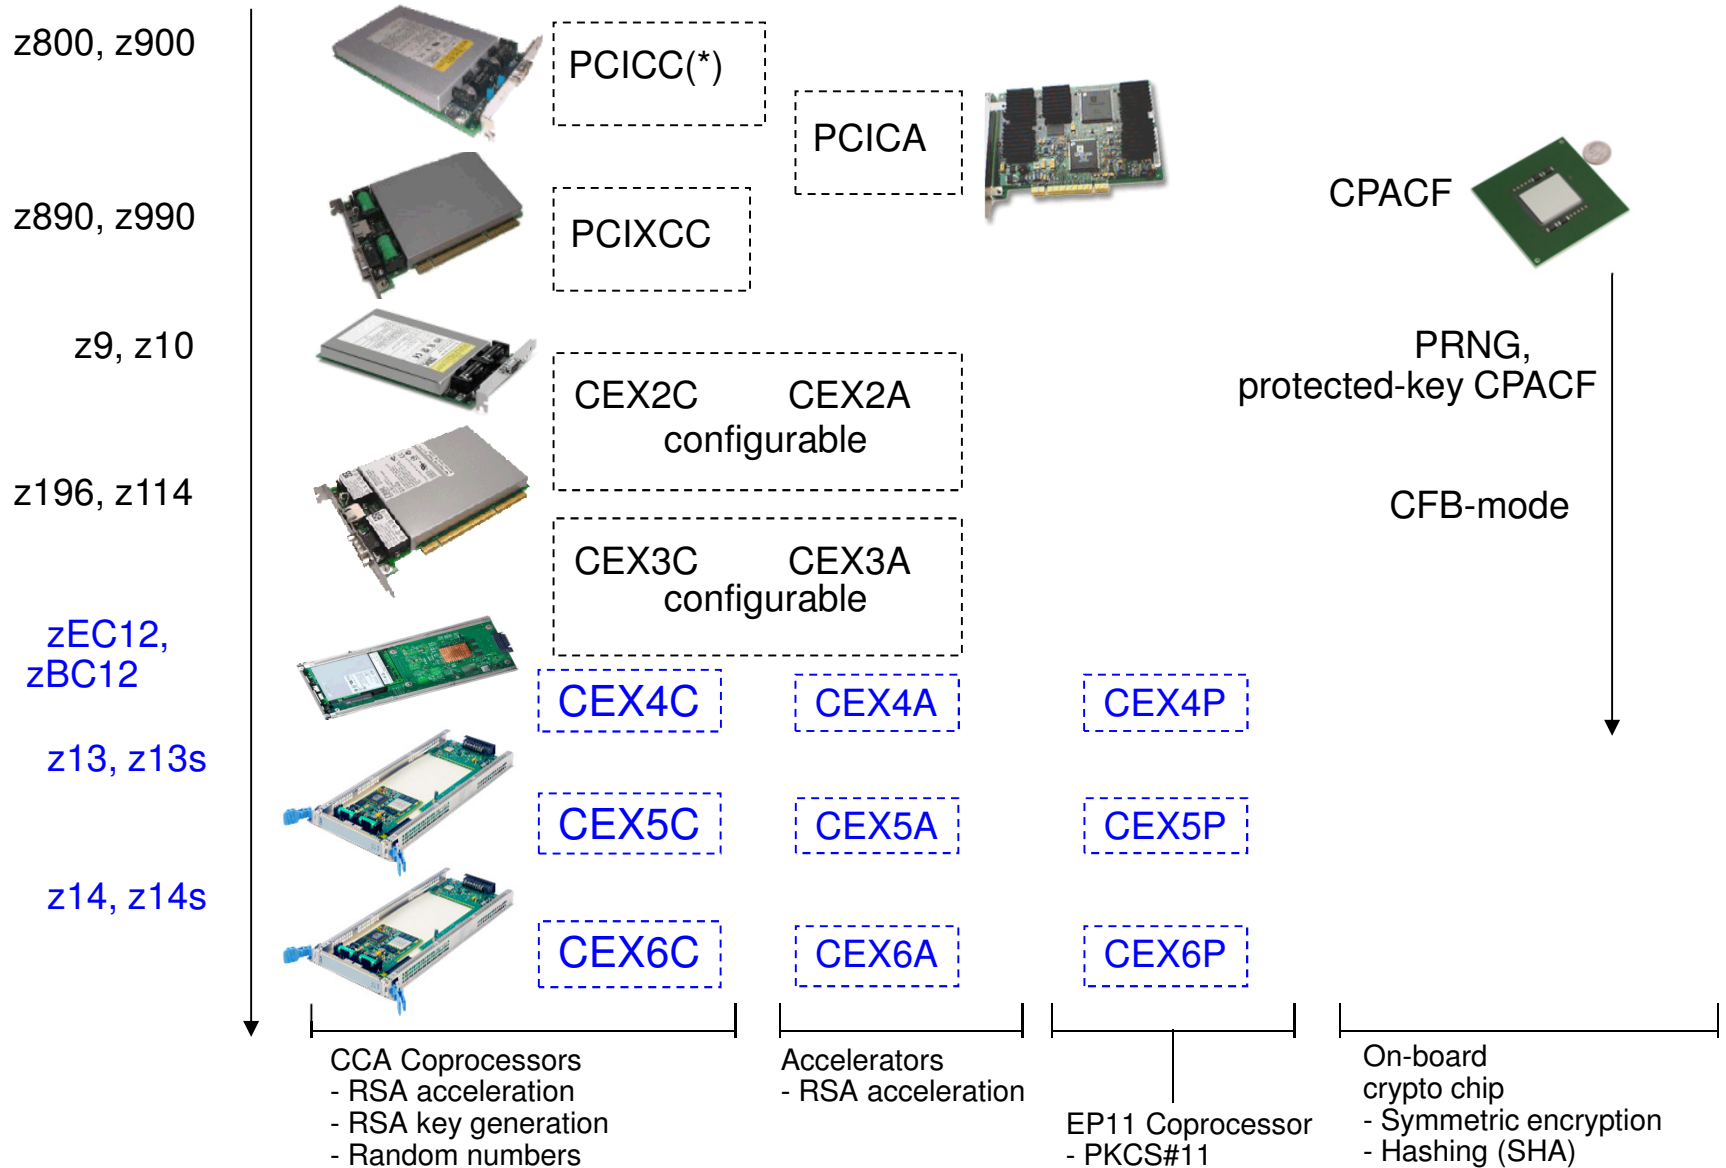 z800, z900
PCICC(*)
PCICA
z890, z990
PCIXCC
CPACF
z9, z10
PRNG,
protected-key CPACF
CEX2C CEX2A
configurable
z196, z114
CFB-mode
CEX3C CEX3A
configurable
zEC12,
zBC12
CEX4C CEX4A CEX4P
z13, z13s
CEX5C CEX5A CEX5P
z14, z14s
CEX6C CEX6A CEX6P
CCA Coprocessors
- RSA acceleration
- RSA key generation
- Random numbers
Accelerators
- RSA acceleration
EP11 Coprocessor
- PKCS#11
On-board
crypto chip
- Symmetric encryption
- Hashing (SHA)